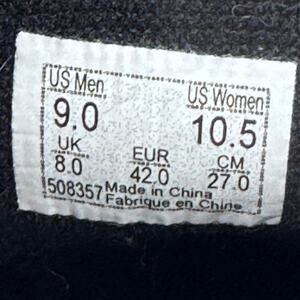 US Men US Women
9.0 10.5
UK EUR CM
8.0 42.0 27.0
508357 Made in China
Fabriqué en Chine